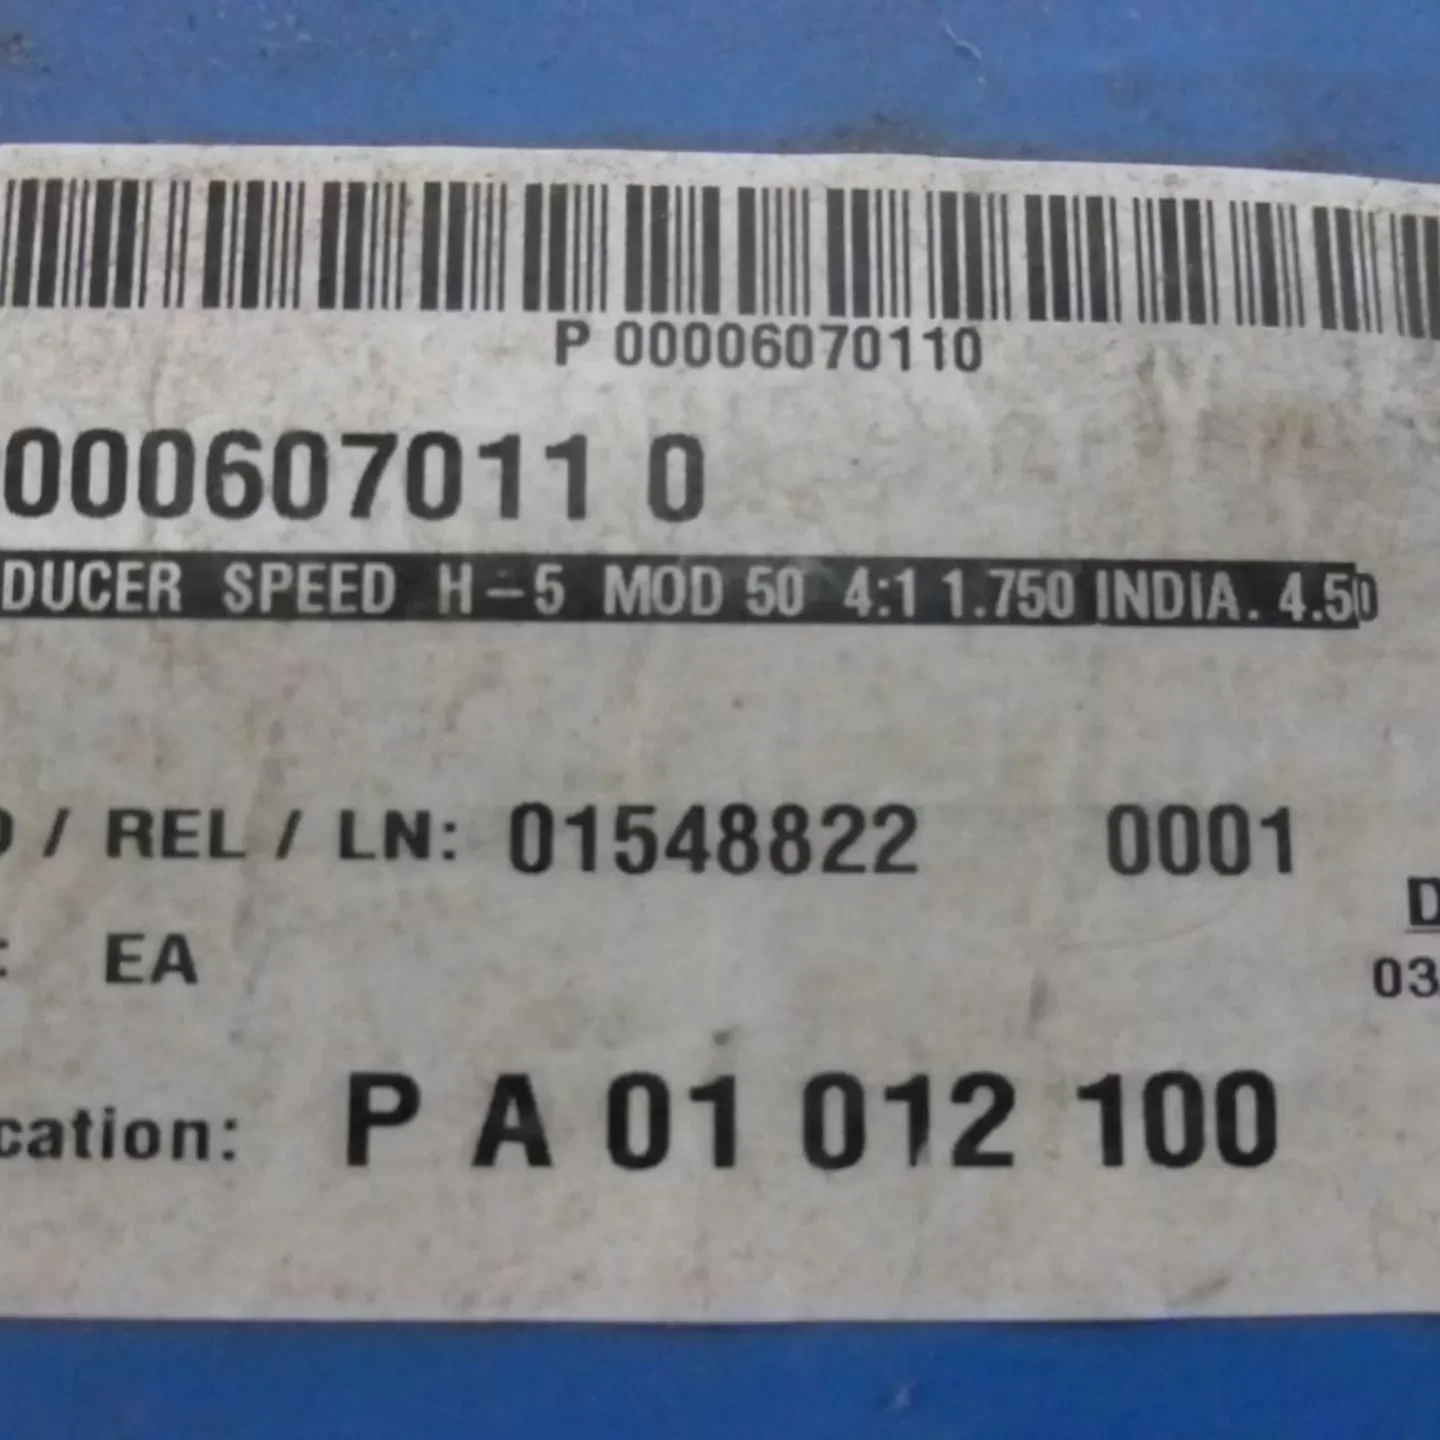 P 00006070110
000607011 0
DUCER SPEED H-5 MOD 50 4:1 1.750 INDIA. 4.50
/ REL / LN: 01548822 0001
D
: EA
03
cation: P A 01 012 100